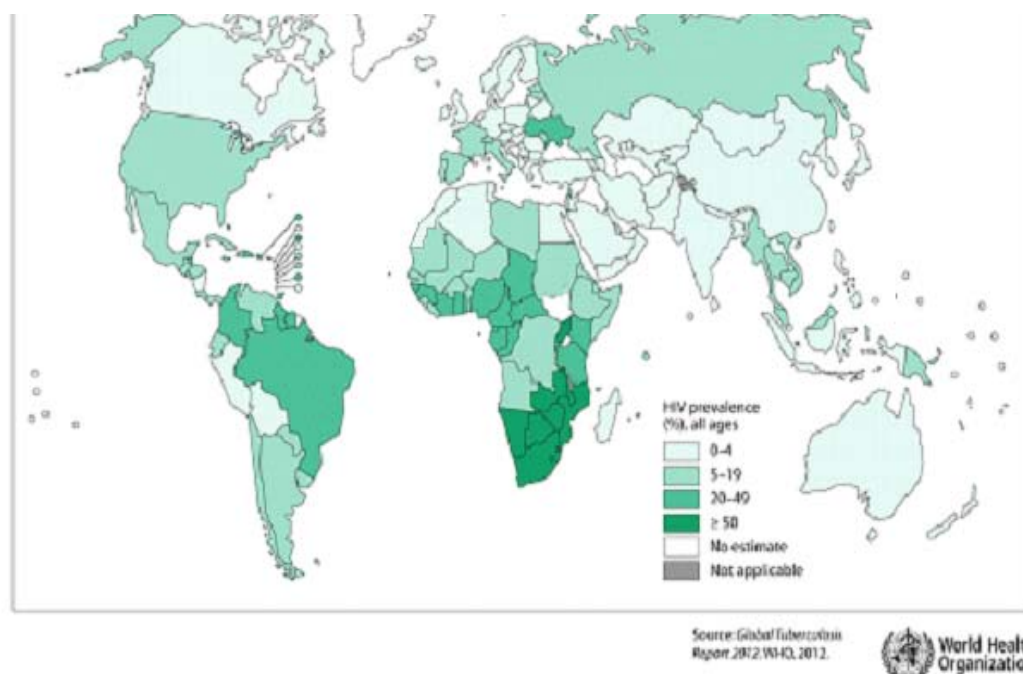 HIV prevalence
(%), all ages
0–4
5–19
20–49
≥ 50
No estimate
Not applicable
Source: Global Tuberculosis
Report 2012. WHO, 2012.
World Healt
Organizatio